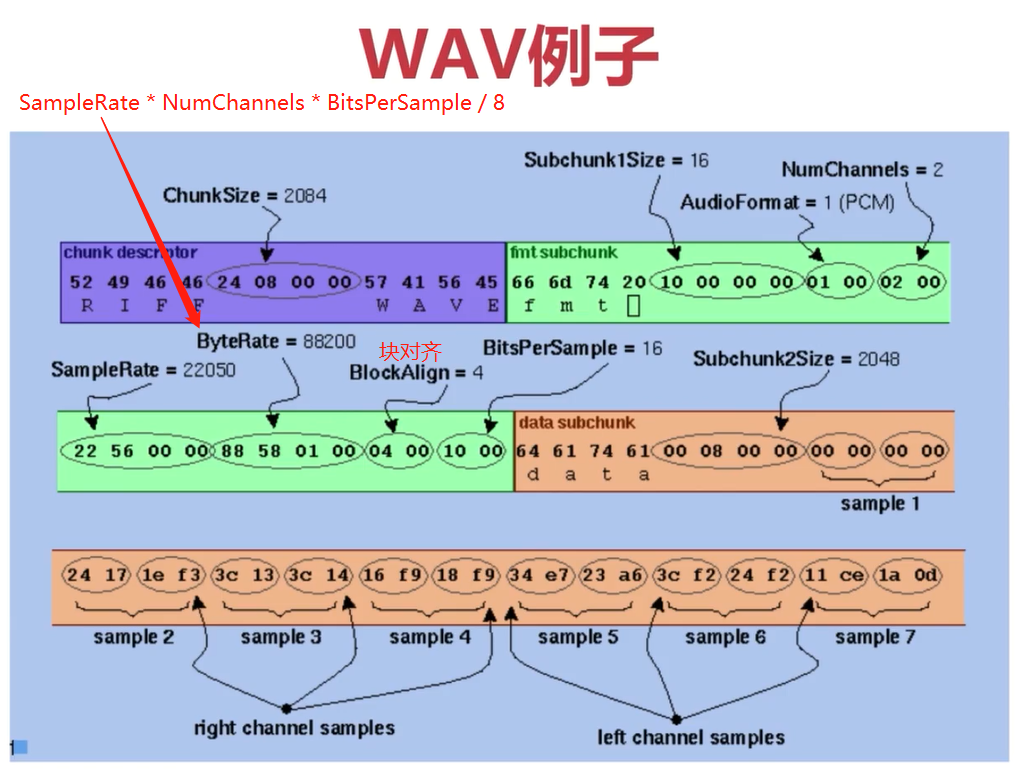 WAV例子
SampleRate * NumChannels * BitsPerSample / 8
Subchunk1Size = 16
NumChannels = 2
ChunkSize = 2084
AudioFormat = 1 (PCM)
chunk descriptor
fmt subchunk
52 49 46 46 24 08 00 00 57 41 56 45 66 6d 74 20 10 00 00 00 01 00 02 00
R I F F W A V E f m t
ByteRate = 88200
块对齐
BitsPerSample = 16
Subchunk2Size = 2048
SampleRate = 22050
BlockAlign = 4
data subchunk
22 56 00 00 88 58 01 00 04 00 10 00 64 61 74 61 00 08 00 00 00 00 00 00
d a t a
sample 1
24 17 1e f3 3c 13 3c 14 16 f9 18 f9 34 e7 23 a6 3c f2 24 f2 11 ce 1a 0d
sample 2 sample 3 sample 4 sample 5 sample 6 sample 7
right channel samples
left channel samples